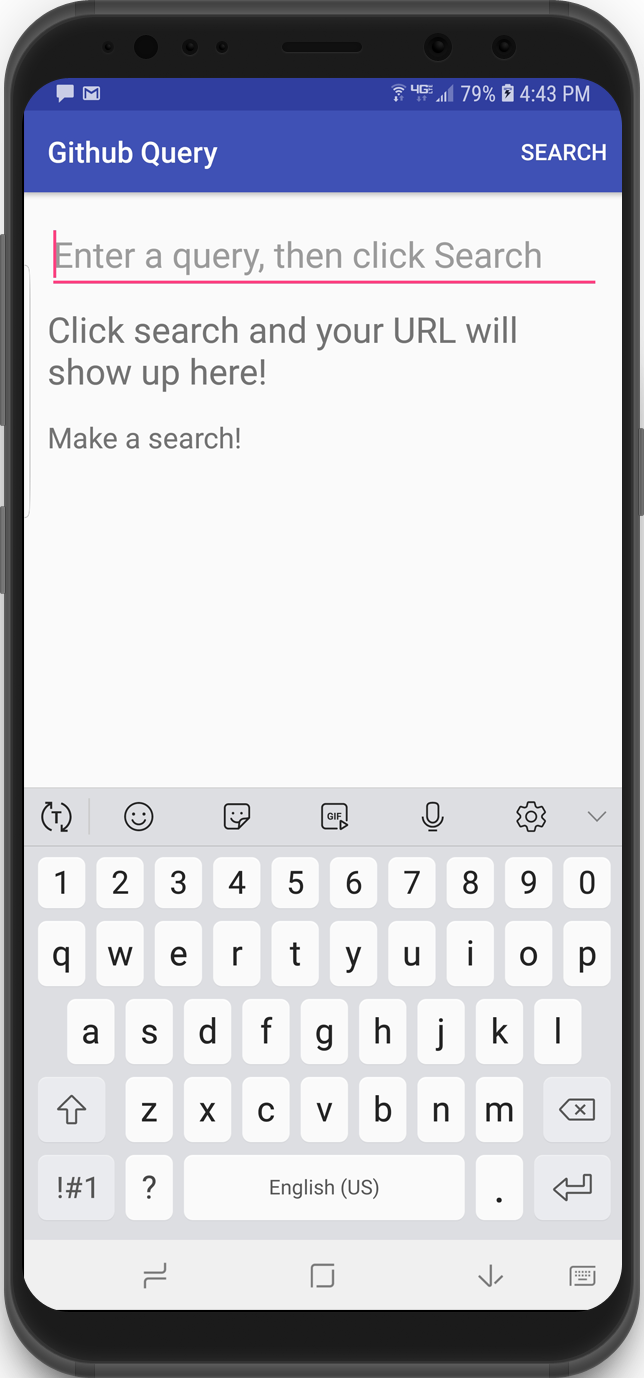 4G 79% 4:43 PM
Github Query SEARCH
Enter a query, then click Search
Click search and your URL will
show up here!
Make a search!
T GIF
1 2 3 4 5 6 7 8 9 0
q w e r t y u i o p
a s d f g h j k l
z x c v b n m
!#1 ? English (US) .